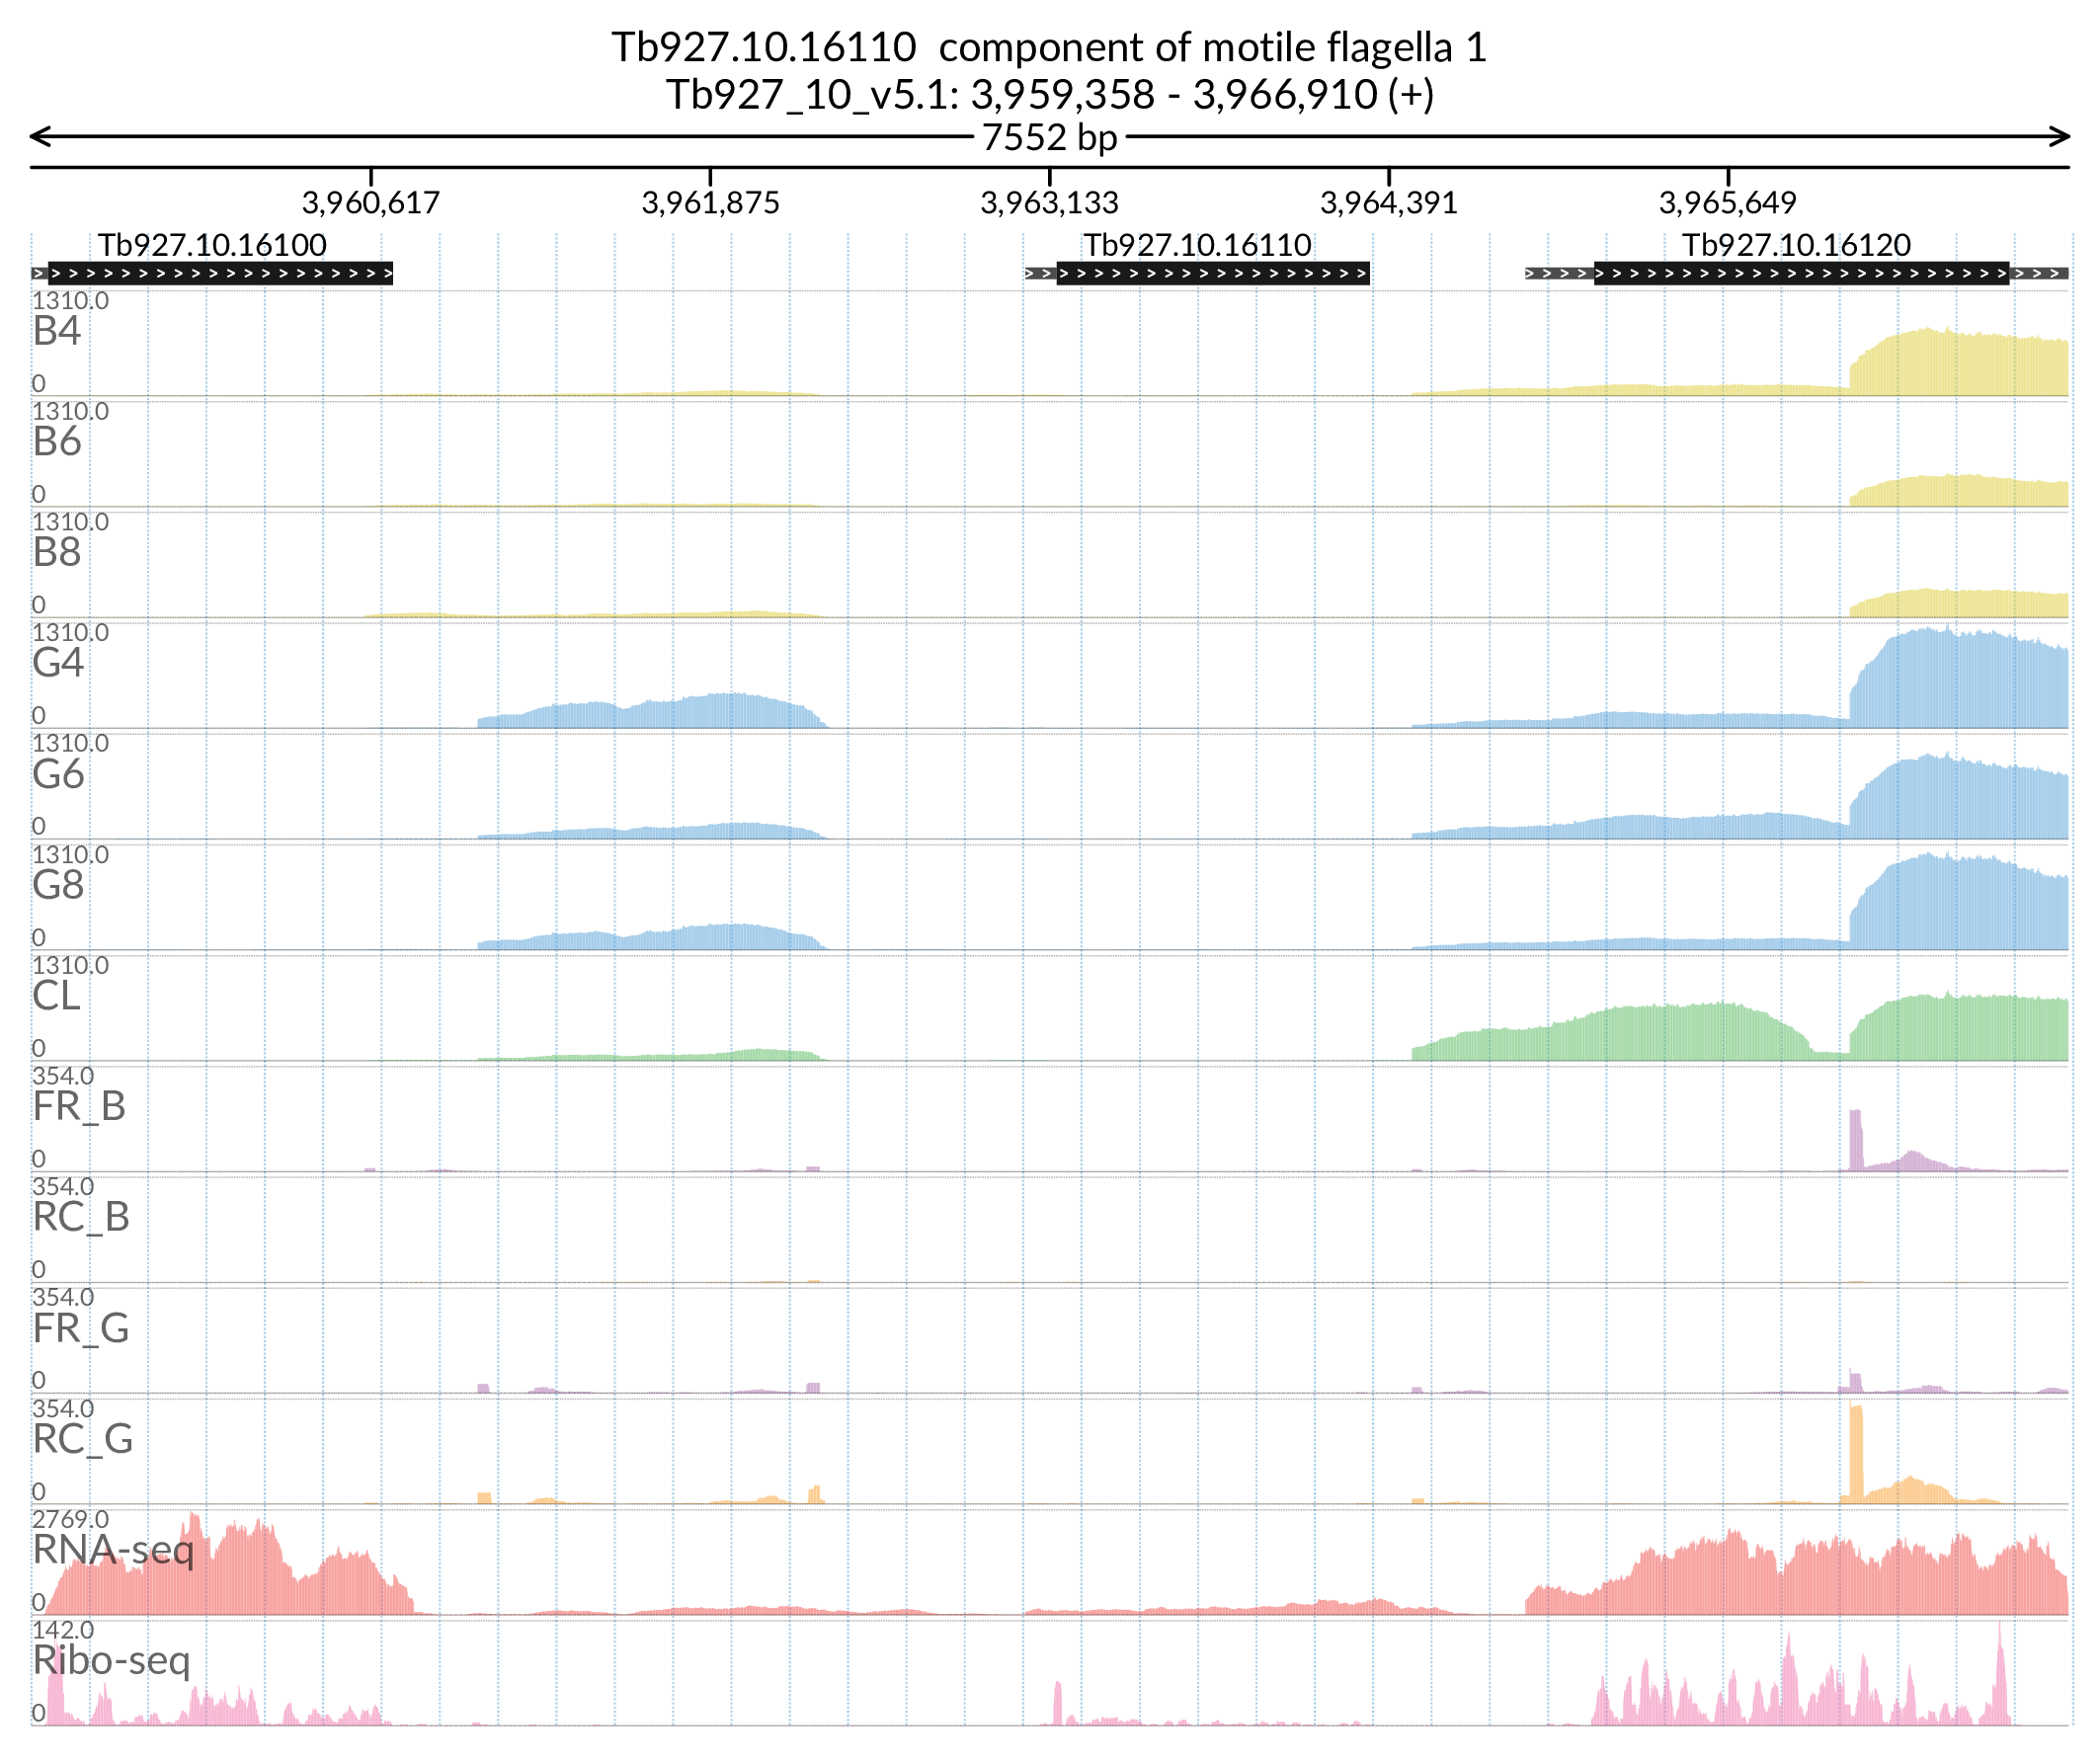 Tb927.10.16110 component of motile flagella 1
Tb927_10_v5.1: 3,959,358 - 3,966,910 (+)
7552 bp
3,960,617 3,961,875 3,963,133 3,964,391 3,965,649
Tb927.10.16100 Tb927.10.16110 Tb927.10.16120
1310.0
B4
0
1310.0
B6
0
1310.0
B8
0
1310.0
G4
0
1310.0
G6
0
1310.0
G8
0
1310.0
CL
0
354.0
FR_B
0
354.0
RC_B
0
354.0
FR_G
0
354.0
RC_G
0
2769.0
RNA-seq
0
142.0
Ribo-seq
0